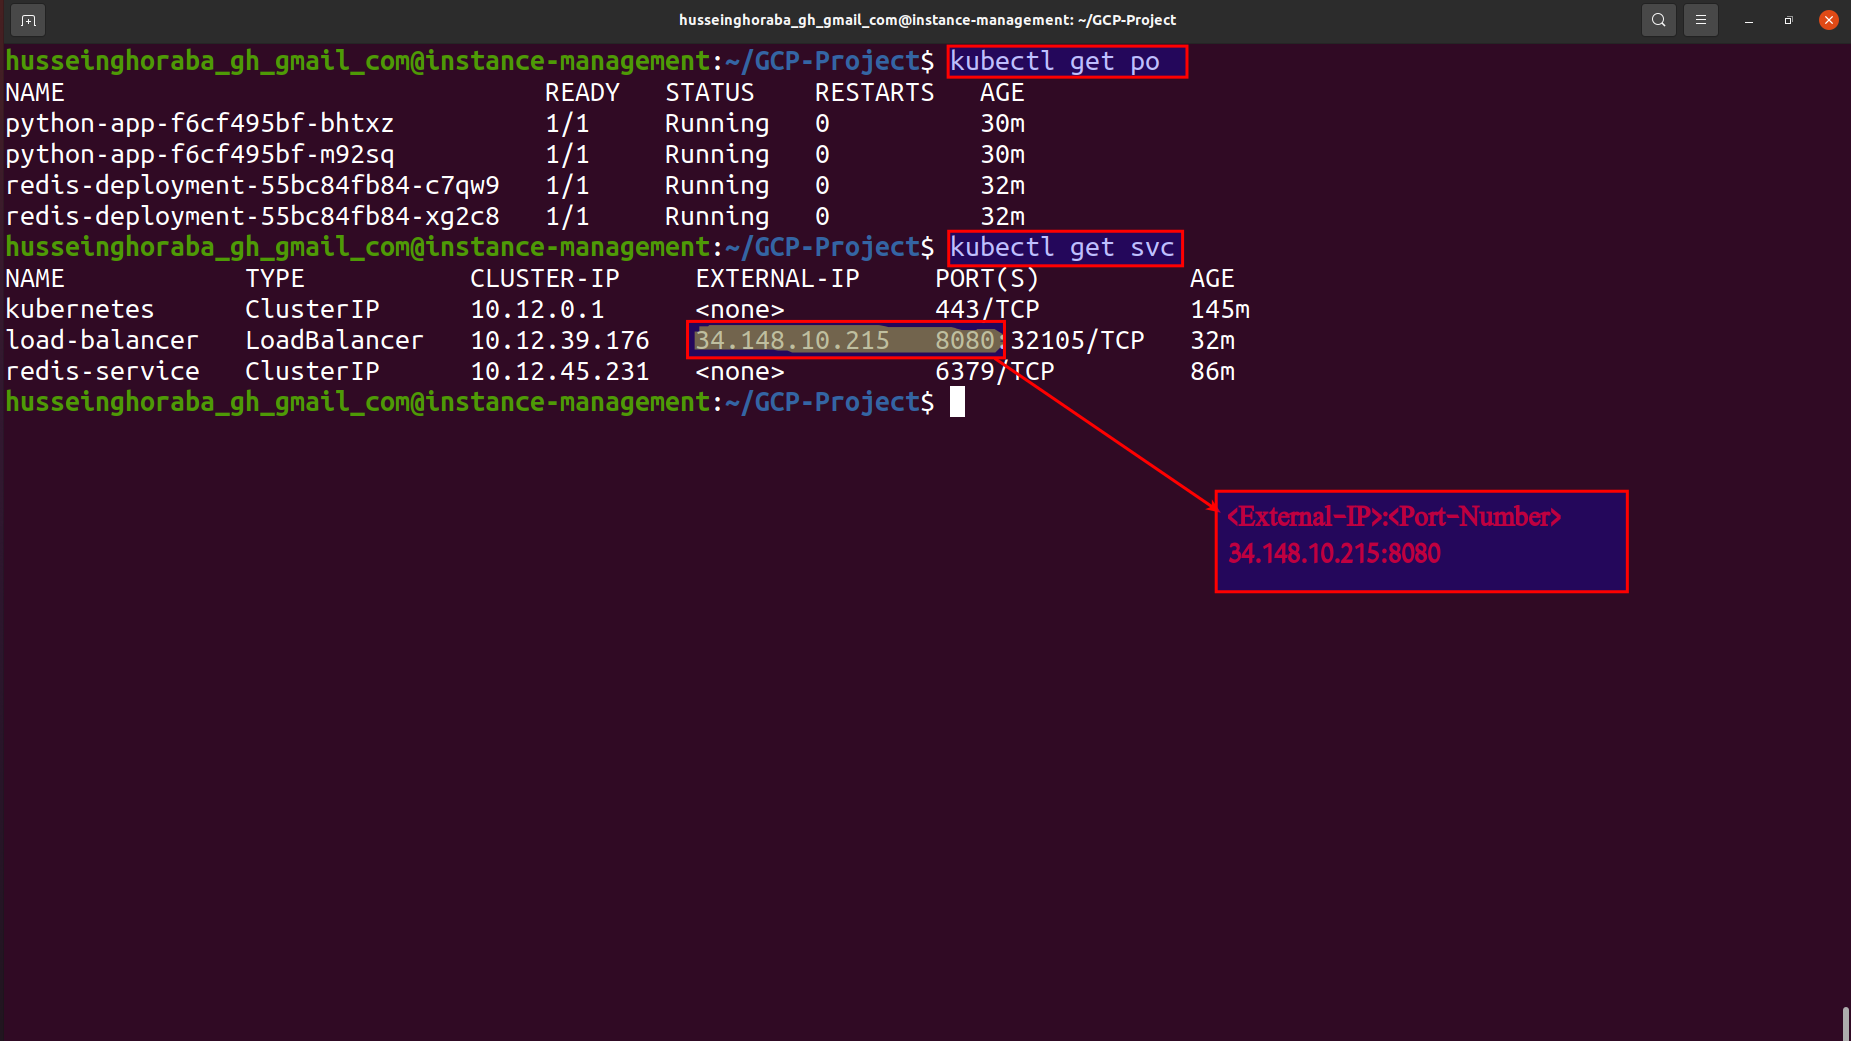 husseinghoraba_gh_gmail_com@instance-management: ~/GCP-Project
husseinghoraba_gh_gmail_com@instance-management:~/GCP-Project$ kubectl get po
NAME READY STATUS RESTARTS AGE
python-app-f6cf495bf-bhtxz 1/1 Running 0 30m
python-app-f6cf495bf-m92sq 1/1 Running 0 30m
redis-deployment-55bc84fb84-c7qw9 1/1 Running 0 32m
redis-deployment-55bc84fb84-xg2c8 1/1 Running 0 32m
husseinghoraba_gh_gmail_com@instance-management:~/GCP-Project$ kubectl get svc
NAME TYPE CLUSTER-IP EXTERNAL-IP PORT(S) AGE
kubernetes ClusterIP 10.12.0.1 <none> 443/TCP 145m
load-balancer LoadBalancer 10.12.39.176 34.148.10.215 8080:32105/TCP 32m
redis-service ClusterIP 10.12.45.231 <none> 6379/TCP 86m
husseinghoraba_gh_gmail_com@instance-management:~/GCP-Project$
<External-IP>:<Port-Number>
34.148.10.215:8080